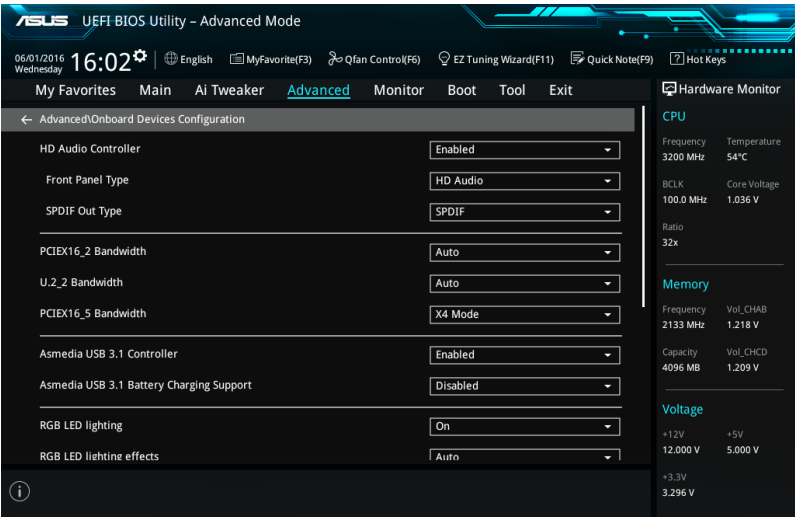 ASUS UEFI BIOS Utility – Advanced Mode
06/01/2016
Wednesday
16:02
English
MyFavorite(F3)
Qfan Control(F6)
EZ Tuning Wizard(F11)
Quick Note(F9)
? Hot Keys
My Favorites Main Ai Tweaker Advanced Monitor Boot Tool Exit
← Advanced\Onboard Devices Configuration
HD Audio Controller Enabled
Front Panel Type HD Audio
SPDIF Out Type SPDIF
PCIEX16_2 Bandwidth Auto
U.2_2 Bandwidth Auto
PCIEX16_5 Bandwidth X4 Mode
Asmedia USB 3.1 Controller Enabled
Asmedia USB 3.1 Battery Charging Support Disabled
RGB LED lighting On
RGB LED lighting effects Auto
Hardware Monitor
CPU
Frequency Temperature
3200 MHz 54°C
BCLK Core Voltage
100.0 MHz 1.036 V
Ratio
32x
Memory
Frequency Vol_CHAB
2133 MHz 1.218 V
Capacity Vol_CHCD
4096 MB 1.209 V
Voltage
+12V +5V
12.000 V 5.000 V
+3.3V
3.296 V